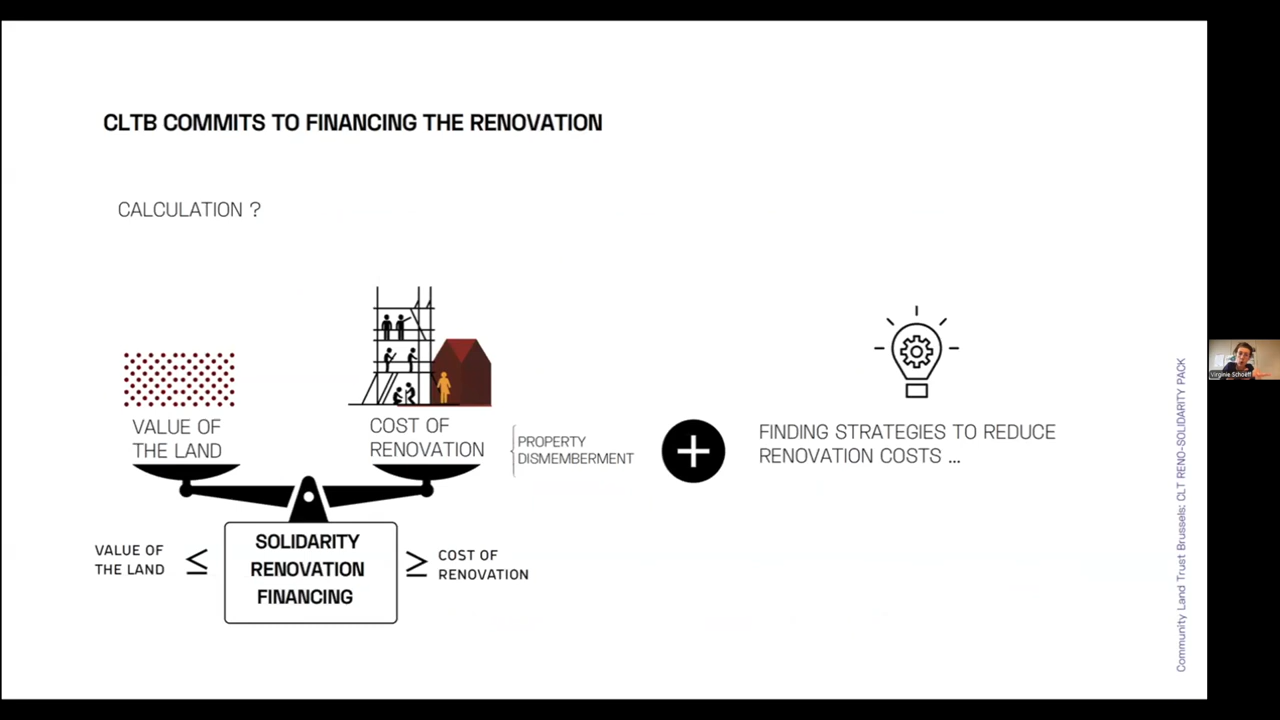 CLTB COMMITS TO FINANCING THE RENOVATION
CALCULATION ?
VALUE OF
THE LAND
COST OF
RENOVATION
PROPERTY
DISMEMBERMENT
FINDING STRATEGIES TO REDUCE
RENOVATION COSTS ...
VALUE OF
THE LAND
≤
SOLIDARITY
RENOVATION
FINANCING
≥
COST OF
RENOVATION
Community Land Trust Brussels: CLT RENO-SOLIDARITY PACK
Virginie Schoeff